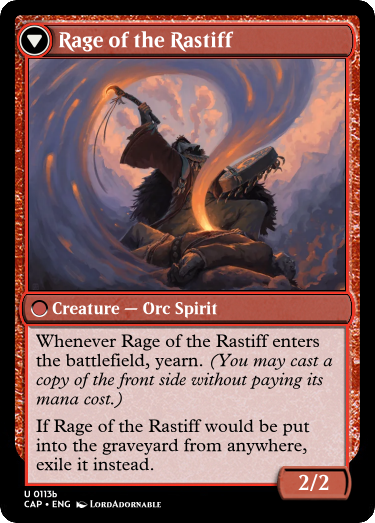 Rage of the Rastiff
Creature — Orc Spirit
Whenever Rage of the Rastiff enters
the battlefield, yearn. (You may cast a
copy of the front side without paying its
mana cost.)
If Rage of the Rastiff would be put
into the graveyard from anywhere,
exile it instead.
2/2
U 0113b
CAP • ENG LordAdornable